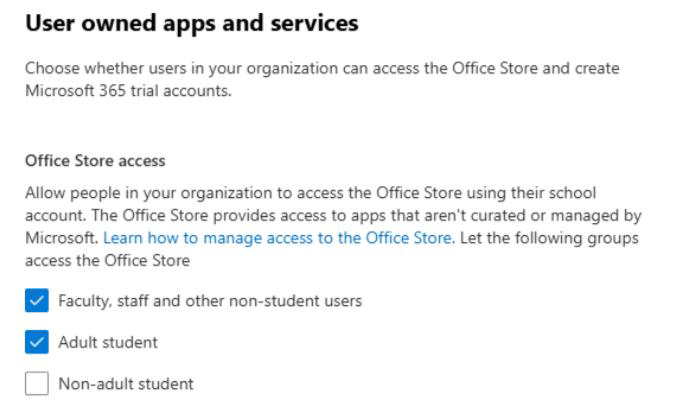 User owned apps and services
Choose whether users in your organization can access the Office Store and create
Microsoft 365 trial accounts.
Office Store access
Allow people in your organization to access the Office Store using their school
account. The Office Store provides access to apps that aren't curated or managed by
Microsoft. Learn how to manage access to the Office Store. Let the following groups
access the Office Store
Faculty, staff and other non-student users
Adult student
Non-adult student